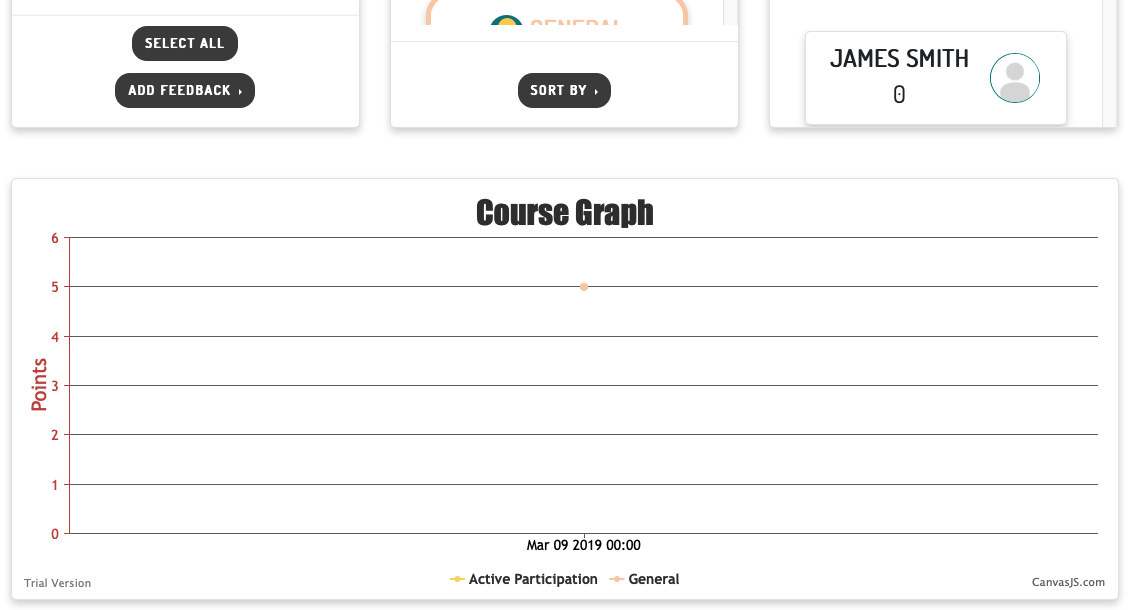 SELECT ALL
ADD FEEDBACK
GENERAL
SORT BY
JAMES SMITH
0
Course Graph
6
5
4
3
2
1
0
Points
Mar 09 2019 00:00
Active Participation
General
Trial Version
CanvasJS.com